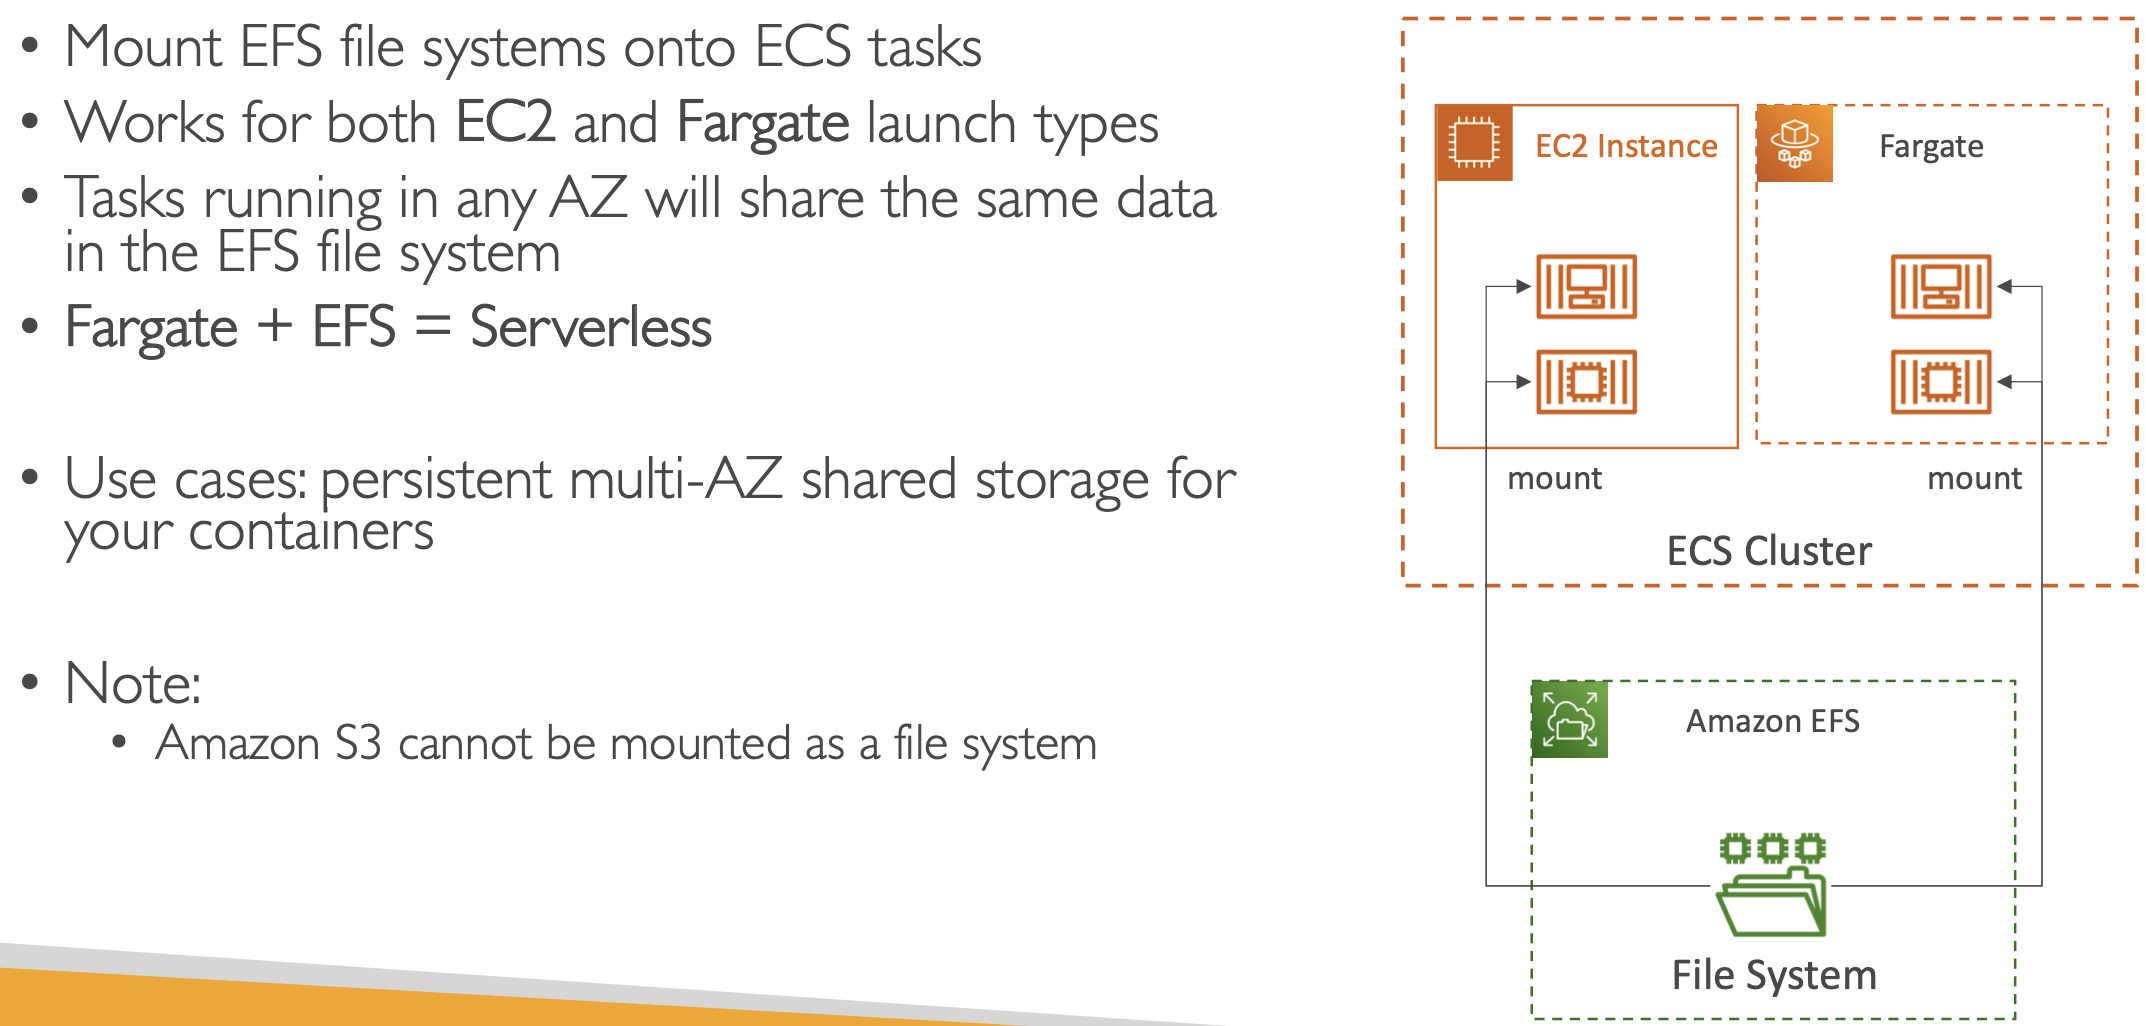 • Mount EFS file systems onto ECS tasks
• Works for both EC2 and Fargate launch types
• Tasks running in any AZ will share the same data
in the EFS file system
• Fargate + EFS = Serverless
• Use cases: persistent multi-AZ shared storage for
your containers
• Note:
• Amazon S3 cannot be mounted as a file system
EC2 Instance
Fargate
mount
mount
ECS Cluster
Amazon EFS
File System